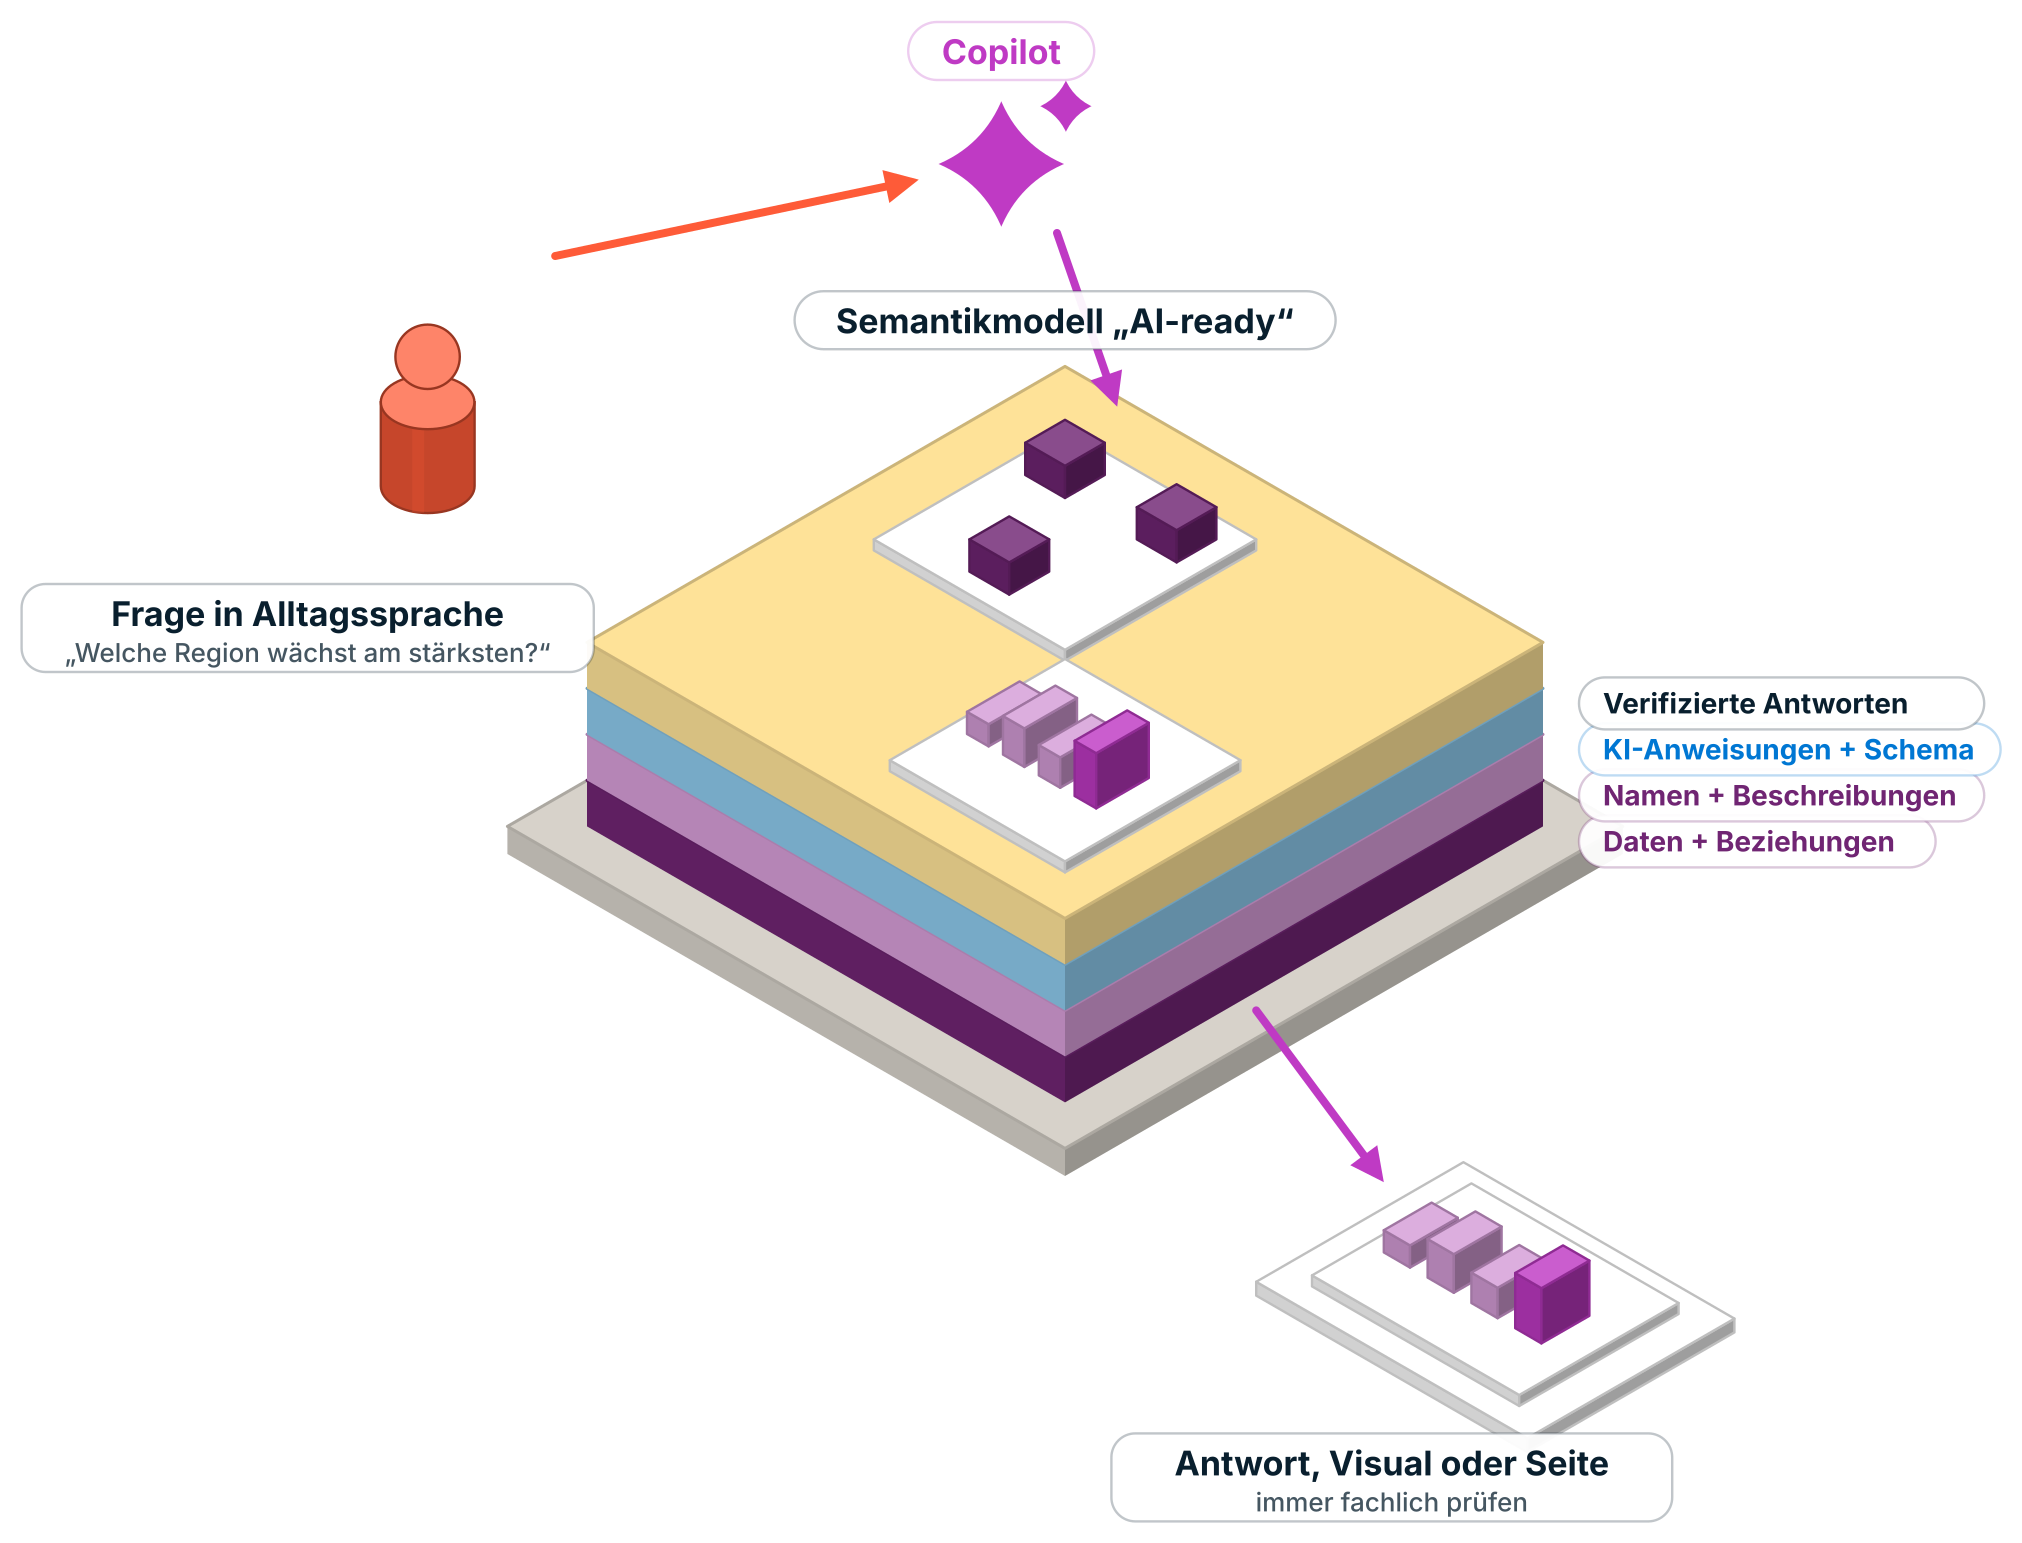 Copilot
Semantikmodell „AI-ready“
Frage in Alltagssprache
„Welche Region wächst am stärksten?“
Verifizierte Antworten
KI-Anweisungen + Schema
Namen + Beschreibungen
Daten + Beziehungen
Antwort, Visual oder Seite
immer fachlich prüfen